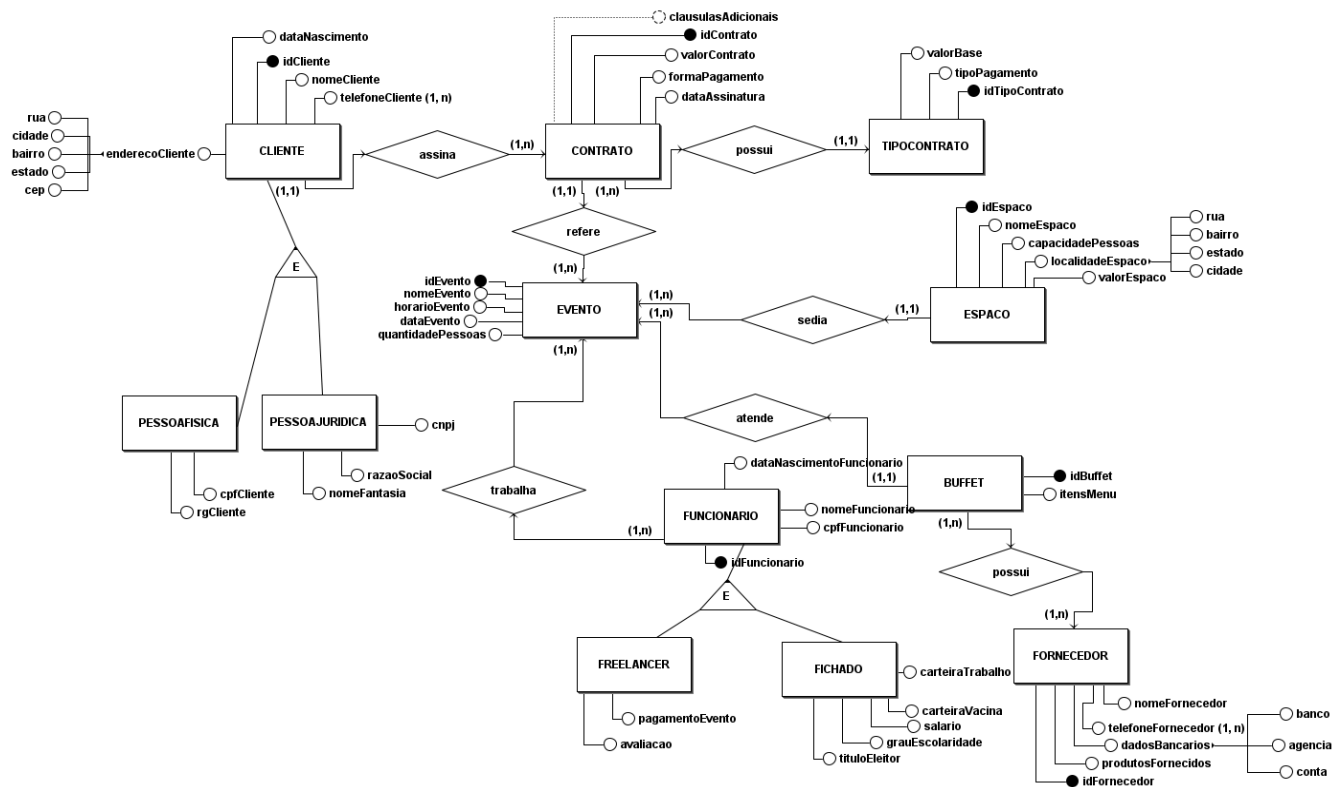 clausulasAdicionais
idContrato
valorContrato
formaPagamento
dataAssinatura
dataNascimento
idCliente
nomeCliente
telefoneCliente (1, n)
valorBase
tipoPagamento
idTipoContrato
rua
cidade
bairro
estado
cep
enderecoCliente
CLIENTE
(1,1)
assina
(1,n)
CONTRATO
(1,1)
(1,n)
possui
(1,1)
TIPOCONTRATO
refere
(1,n)
E
idEvento
nomeEvento
horarioEvento
dataEvento
quantidadePessoas
EVENTO
(1,n)
(1,n)
(1,n)
sedia
(1,1)
idEspaco
nomeEspaco
capacidadePessoas
localidadeEspaco
valorEspaco
rua
bairro
estado
cidade
ESPACO
PESSOAFISICA
PESSOAJURIDICA
cnpj
razaoSocial
nomeFantasia
cpfCliente
rgCliente
atende
(1,1)
BUFFET
idBuffet
itensMenu
(1,n)
trabalha
(1,n)
dataNascimentoFuncionario
FUNCIONARIO
nomeFuncionario
cpfFuncionario
idFuncionario
E
possui
(1,n)
FREELANCER
pagamentoEvento
avaliacao
FICHADO
carteiraTrabalho
carteiraVacina
salario
grauEscolaridade
tituloEleitor
FORNECEDOR
nomeFornecedor
telefoneFornecedor (1, n)
dadosBancarios
produtosFornecidos
idFornecedor
banco
agencia
conta